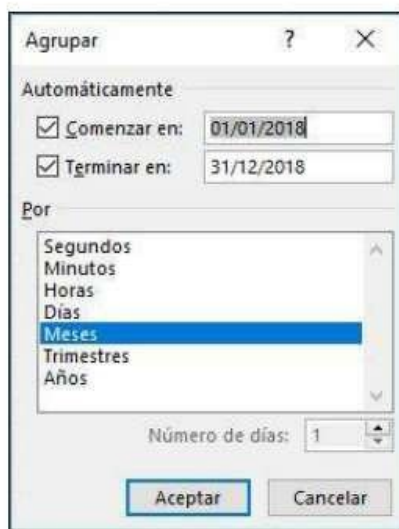 Agrupar ? ×
Automáticamente
Comenzar en: 01/01/2018
Terminar en: 31/12/2018
Por
Segundos
Minutos
Horas
Días
Meses
Trimestres
Años
Número de días: 1
Aceptar Cancelar